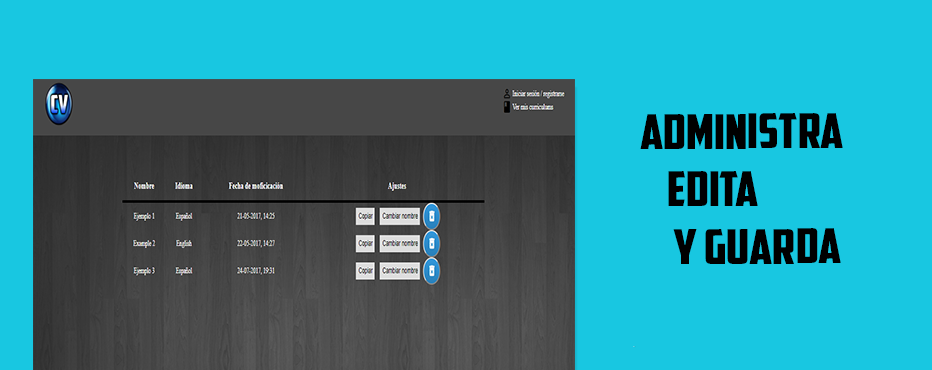 CV
Iniciar sesión / registrarse
Ver mis curriculums
Nombre Idioma Fecha de moficicación Ajustes
Ejemplo 1 Español 21-05-2017, 14:25 Copiar Cambiar nombre
Example 2 English 22-05-2017, 14:27 Copiar Cambiar nombre
Ejemplo 3 Español 24-07-2017, 19:31 Copiar Cambiar nombre
ADMINISTRA
EDITA
Y GUARDA